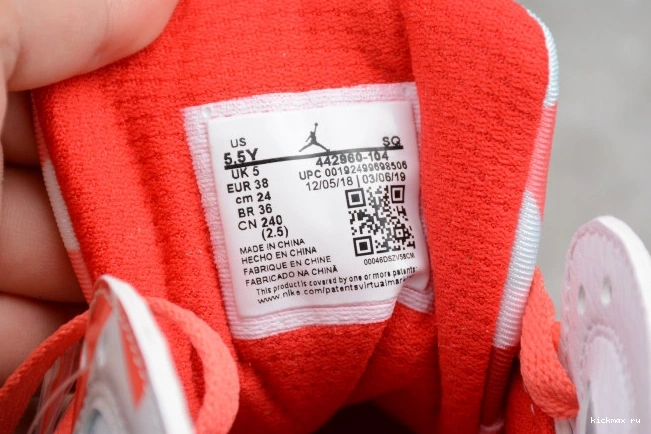 US SQ
5.5Y 442960-104
UK 5 UPC 00192499698506
EUR 38 12/05/18 | 03/06/19
cm 24
BR 36
CN 240
(2.5)
MADE IN CHINA
HECHO EN CHINA
FABRIQUE EN CHINE
FABRICADO NA CHINA
00046DSZV5BCM
This product is covered by one or more patents
www.nike.com/patentsvirtualmar
kickmax ru